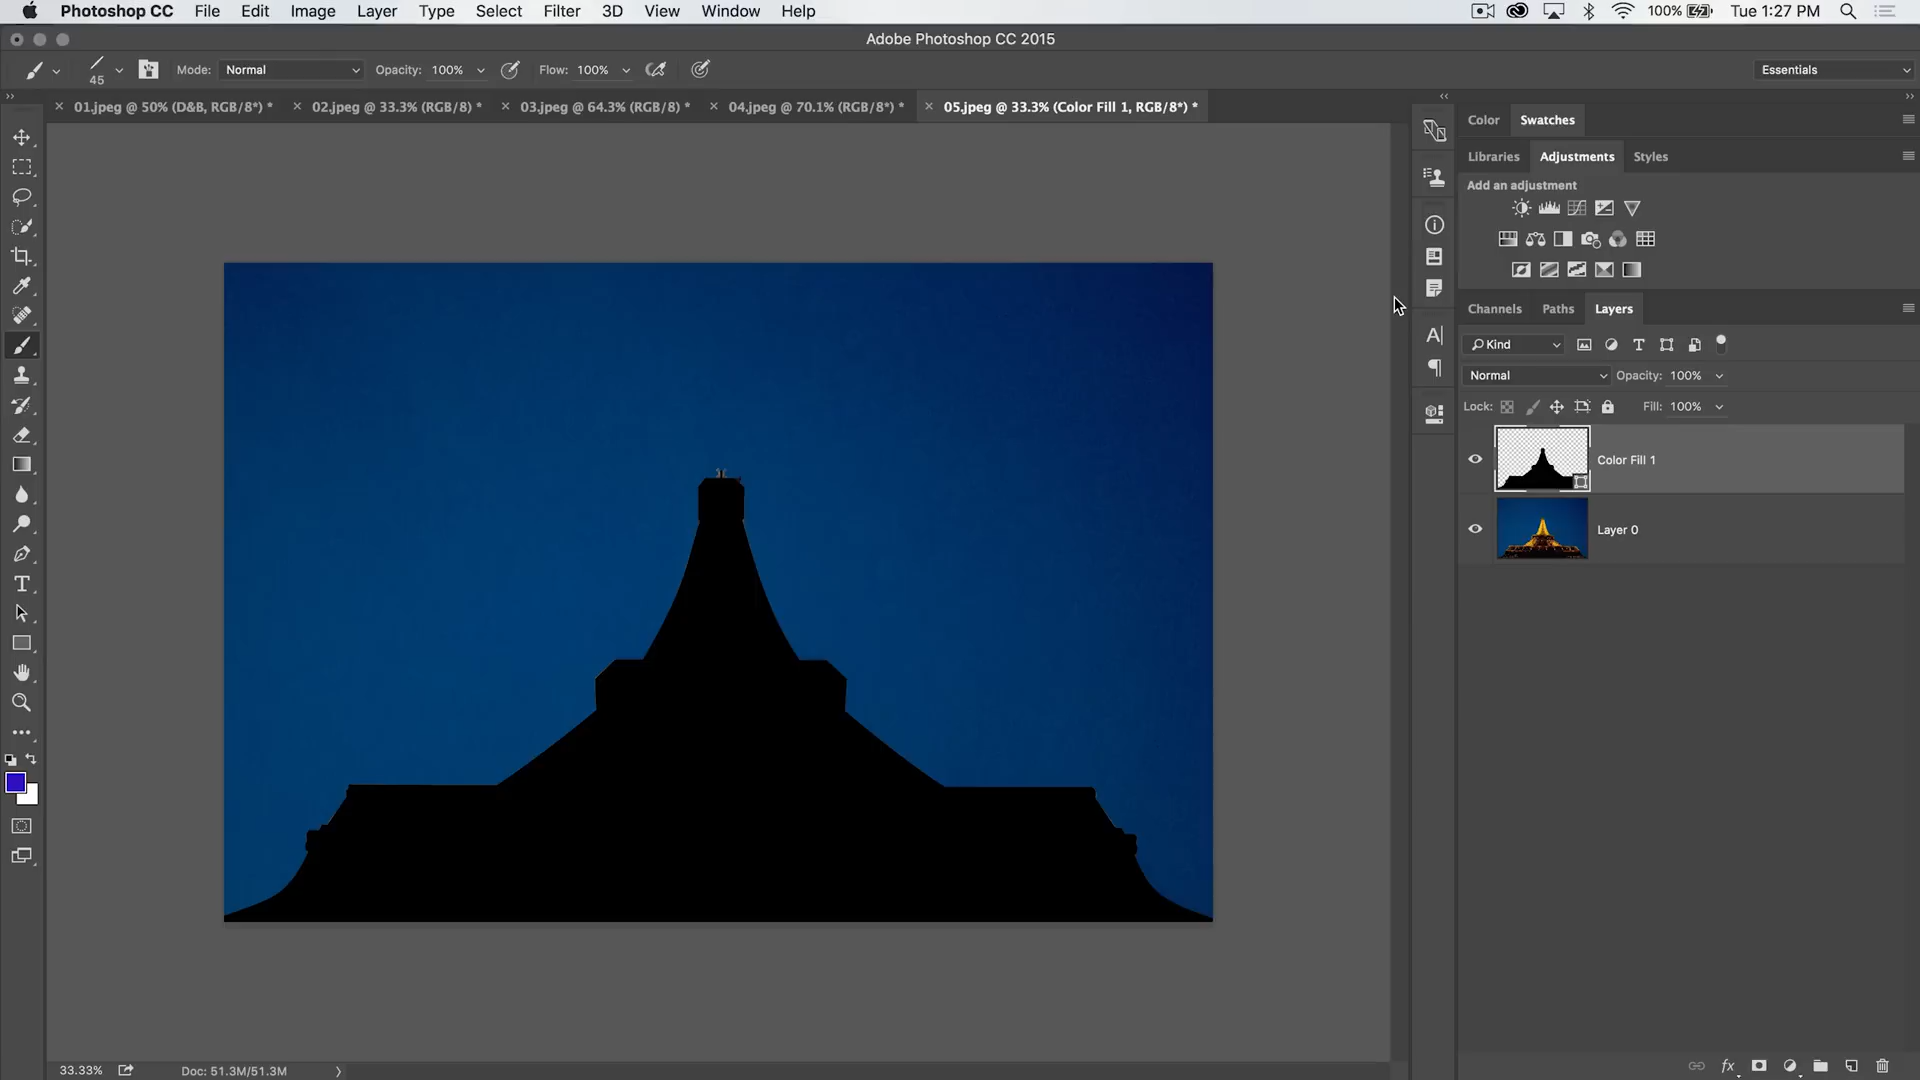 Photoshop CC File Edit Image Layer Type Select Filter 3D View Window Help 100% Tue 1:27 PM
Adobe Photoshop CC 2015
45 Mode: Normal Opacity: 100% Flow: 100% Essentials
01.jpeg @ 50% (D&B, RGB/8*) * 02.jpeg @ 33.3% (RGB/8) * 03.jpeg @ 64.3% (RGB/8) * 04.jpeg @ 70.1% (RGB/8*) * 05.jpeg @ 33.3% (Color Fill 1, RGB/8*) *
Color Swatches
Libraries Adjustments Styles
Add an adjustment
Channels Paths Layers
Kind
Normal Opacity: 100%
Lock: Fill: 100%
Color Fill 1
Layer 0
33.33% Doc: 51.3M/51.3M